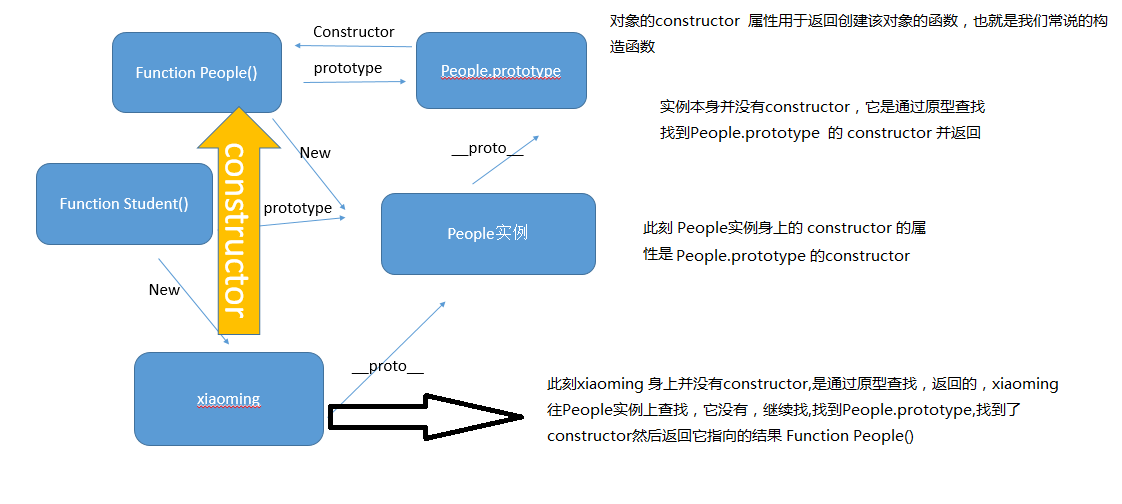 对象的constructor 属性用于返回创建该对象的函数，也就是我们常说的构
造函数
Constructor
Function People()
prototype
People.prototype
实例本身并没有constructor，它是通过原型查找
找到People.prototype 的 constructor 并返回
New
__proto__
constructor
Function Student()
prototype
People实例
此刻 People实例身上的 constructor 的属
性是 People.prototype 的constructor
New
__proto__
xiaoming
此刻xiaoming 身上并没有constructor,是通过原型查找，返回的，xiaoming
往People实例上查找，它没有，继续找,找到People.prototype,找到了
constructor然后返回它指向的结果 Function People()